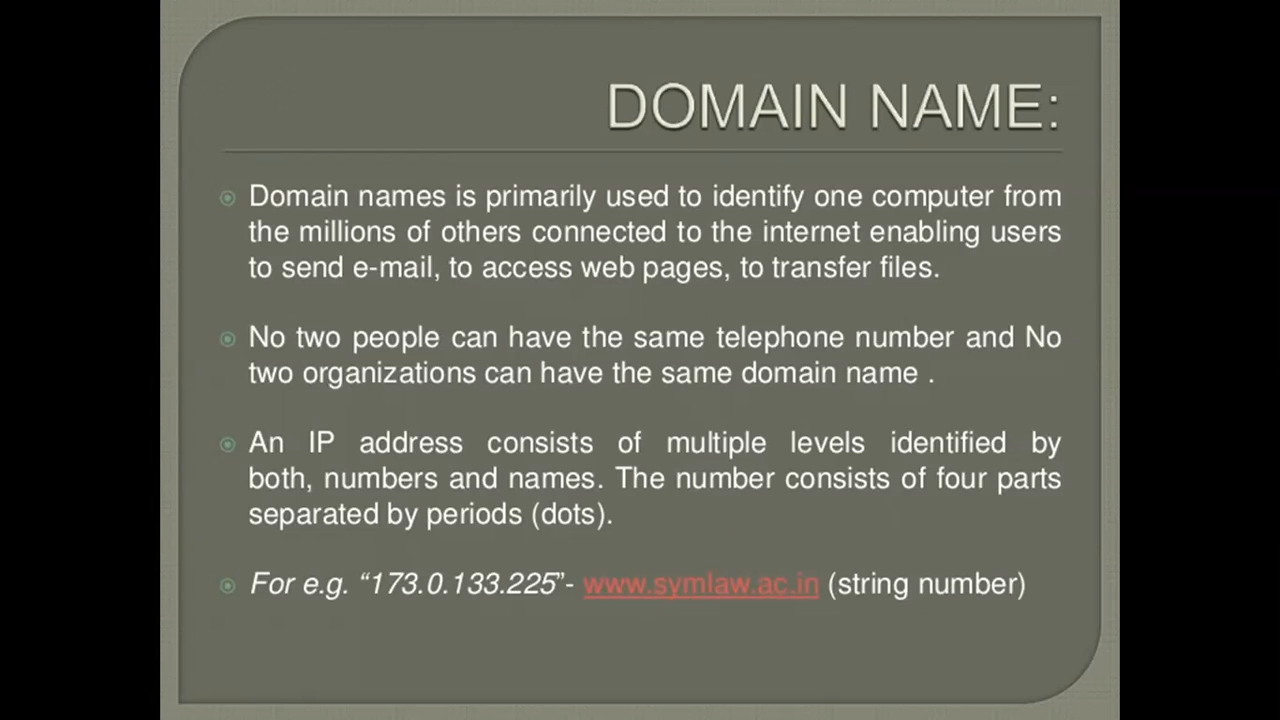 DOMAIN NAME:
Domain names is primarily used to identify one computer from
the millions of others connected to the internet enabling users
to send e-mail, to access web pages, to transfer files.
No two people can have the same telephone number and No
two organizations can have the same domain name .
An IP address consists of multiple levels identified by
both, numbers and names. The number consists of four parts
separated by periods (dots).
For e.g. “173.0.133.225”- www.symlaw.ac.in (string number)